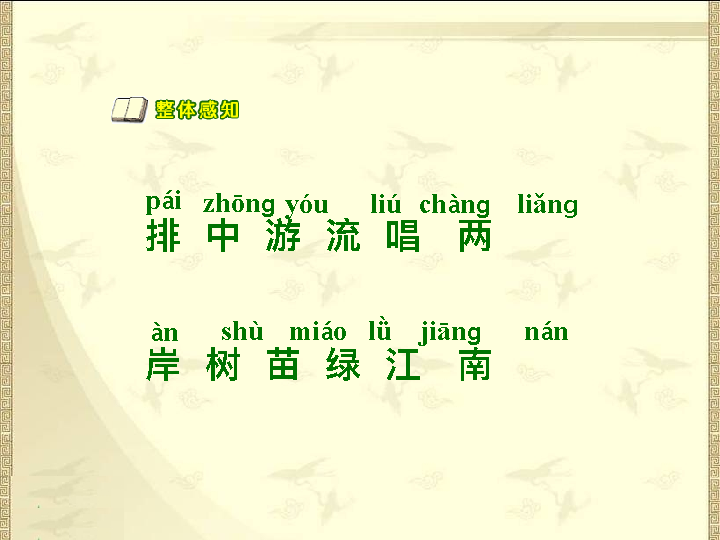 整体感知
pái zhōng yóu liú chàng liǎng
排 中 游 流 唱 两
àn shù miáo lǜ jiāng nán
岸 树 苗 绿 江 南